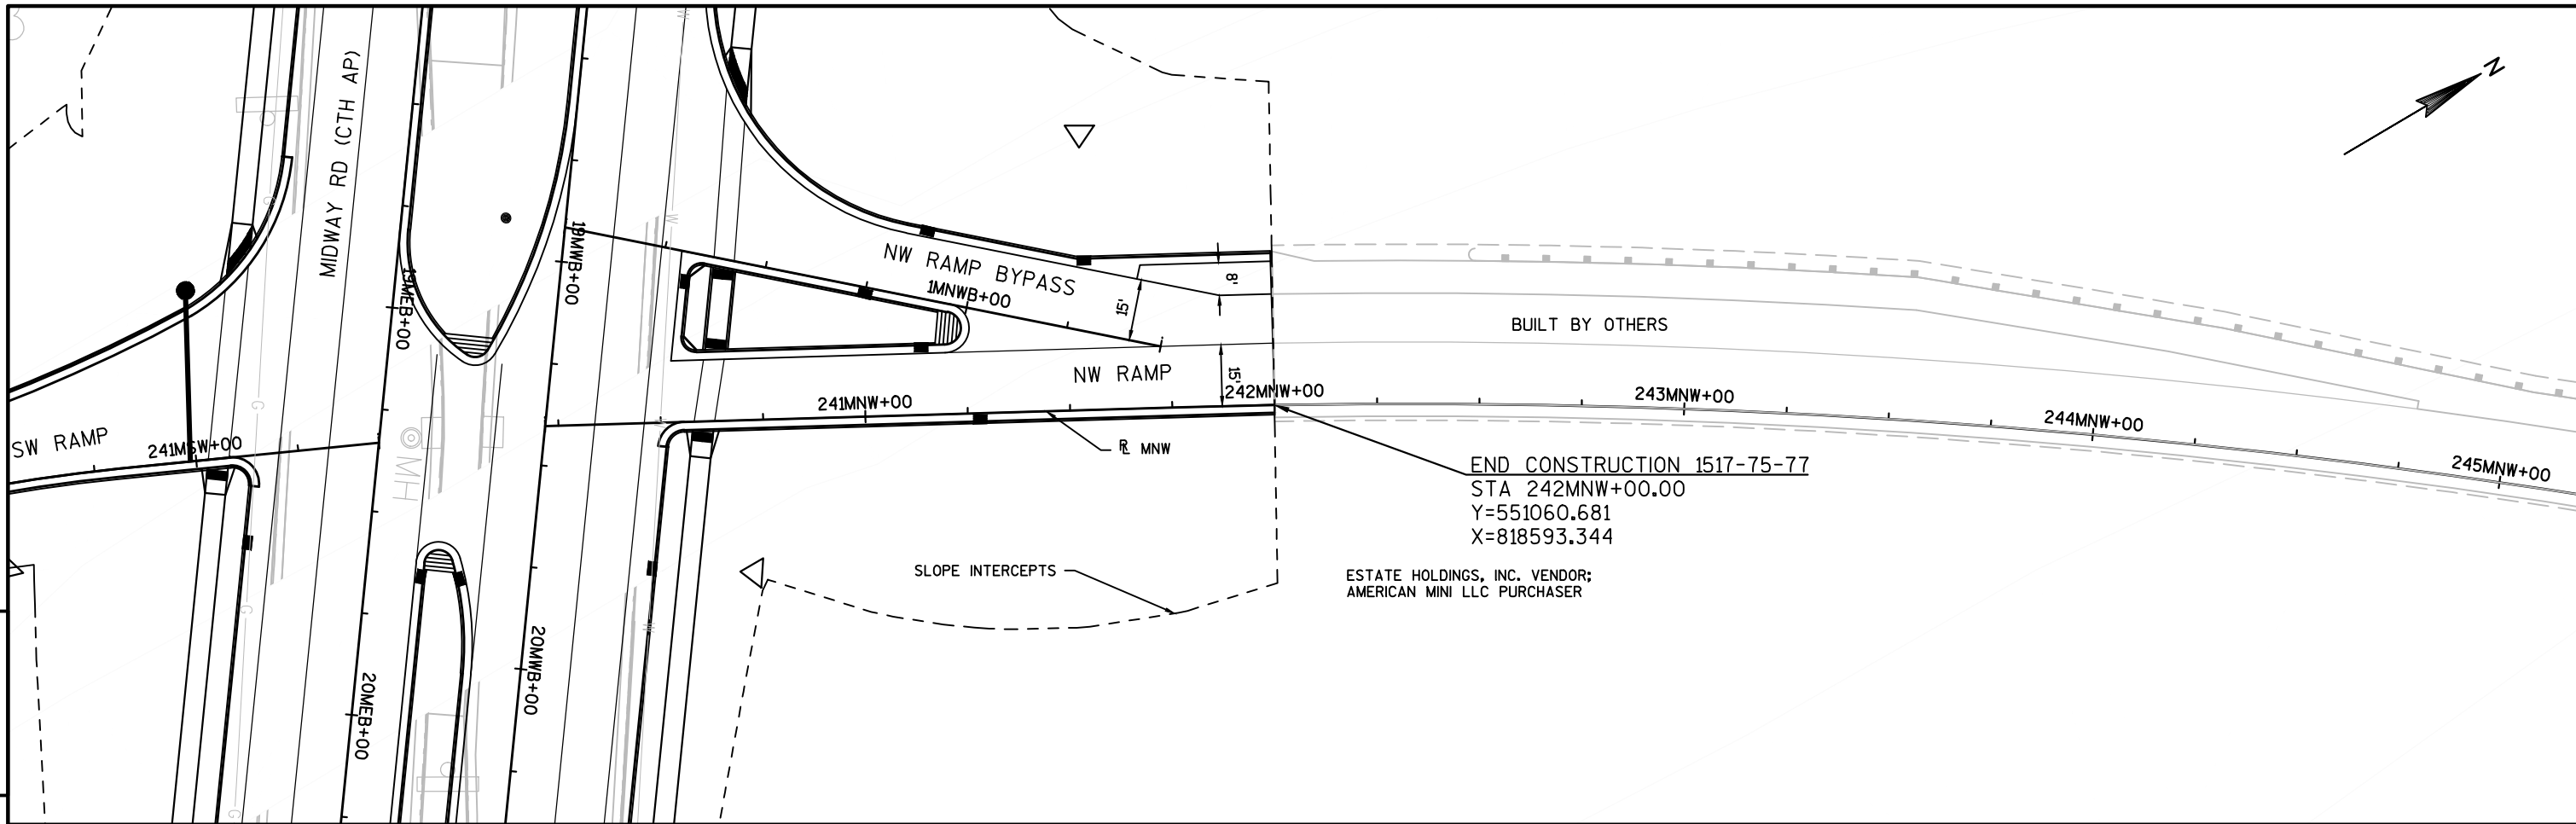 N
MIDWAY RD (CTH AP)
19MEB+00
19MWB+00
W
W
W
W
W
NW RAMP BYPASS
1MNWB+00
8'
15'
15'
BUILT BY OTHERS
NW RAMP
241MNW+00
242MNW+00
243MNW+00
244MNW+00
245MNW+00
SW RAMP
241MSW+00
G
G
G
G
MH
R MNW
END CONSTRUCTION 1517-75-77
STA 242MNW+00.00
Y=551060.681
X=818593.344
SLOPE INTERCEPTS
ESTATE HOLDINGS, INC. VENDOR;
AMERICAN MINI LLC PURCHASER
20MEB+00
20MWB+00